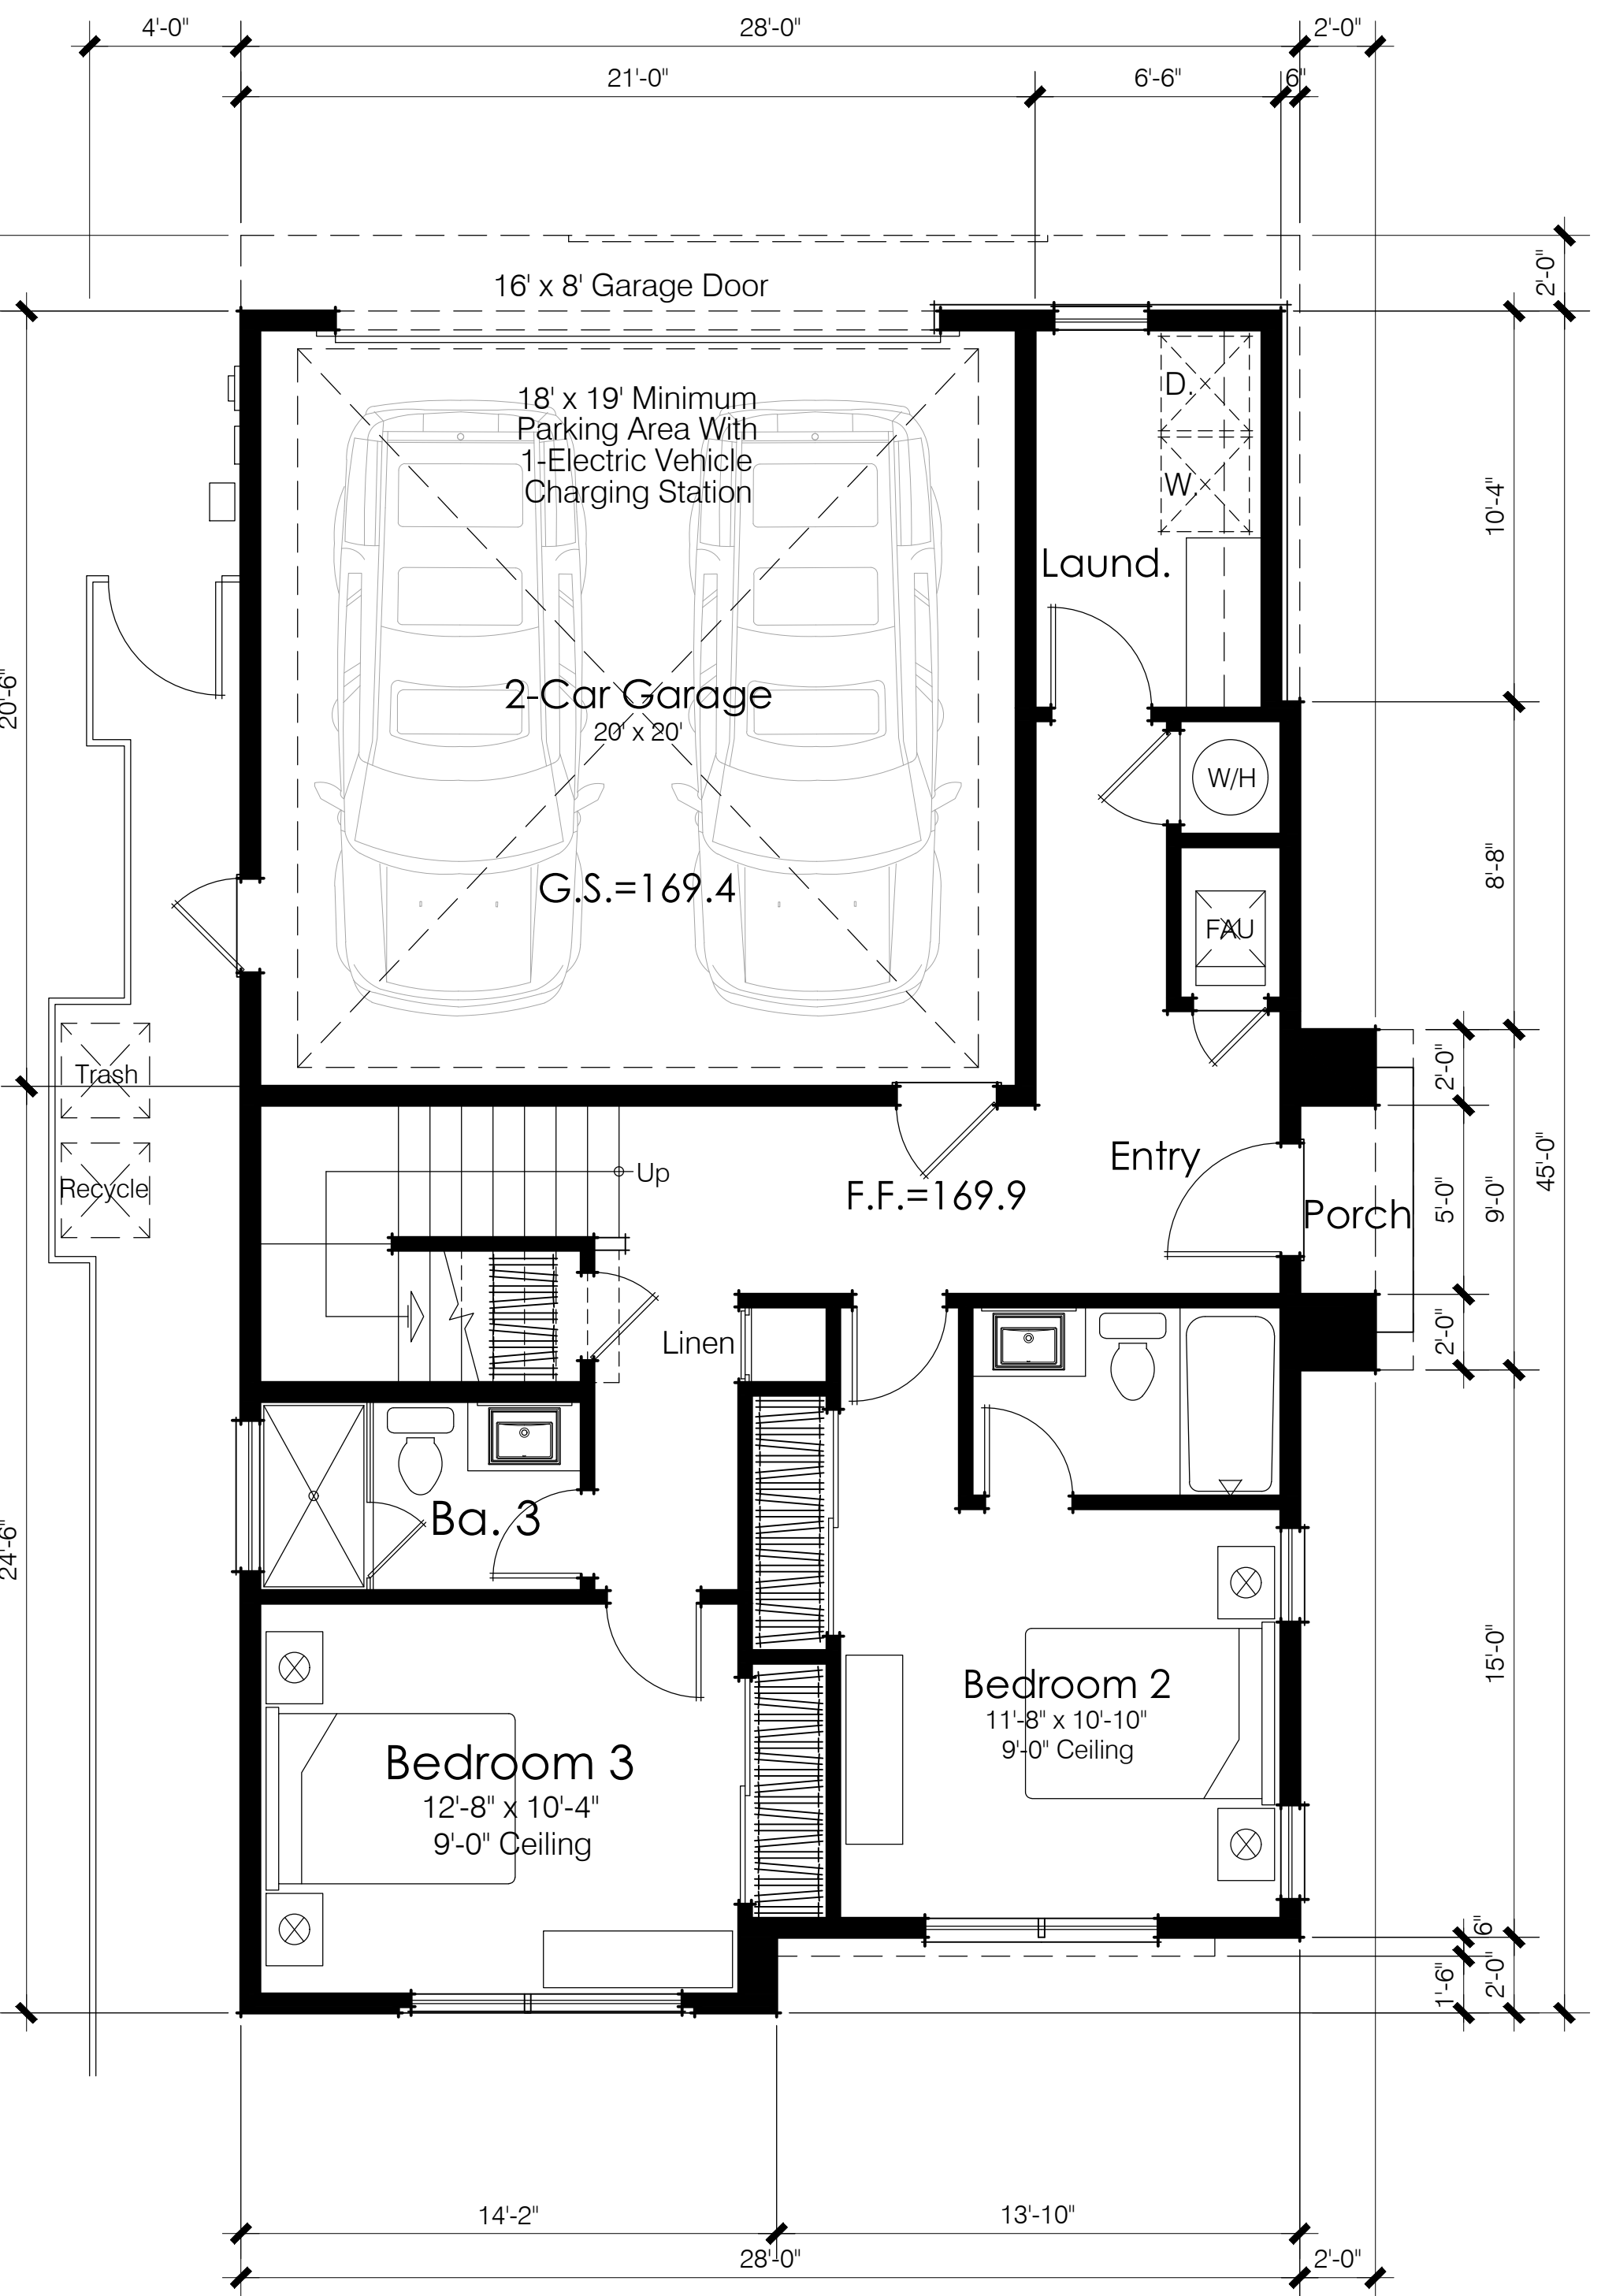 4'-0"
28'-0"
2'-0"
21'-0"
6'-6"
6"
2'-0"
16' x 8' Garage Door
18' x 19' Minimum
Parking Area With
1-Electric Vehicle
Charging Station
D.
W.
10'-4"
Laund.
2-Car Garage
20' x 20'
20'-6"
W/H
8'-8"
G.S.=169.4
FAU
Trash
2'-0"
Entry
45'-0"
Up
Recycle
F.F.=169.9
Porch
5'-0"
9'-0"
Linen
2'-0"
Ba. 3
24'-6"
15'-0"
Bedroom 2
11'-8" x 10'-10"
9'-0" Ceiling
Bedroom 3
12'-8" x 10'-4"
9'-0" Ceiling
6"
1'-6"
2'-0"
14'-2"
13'-10"
28'-0"
2'-0"